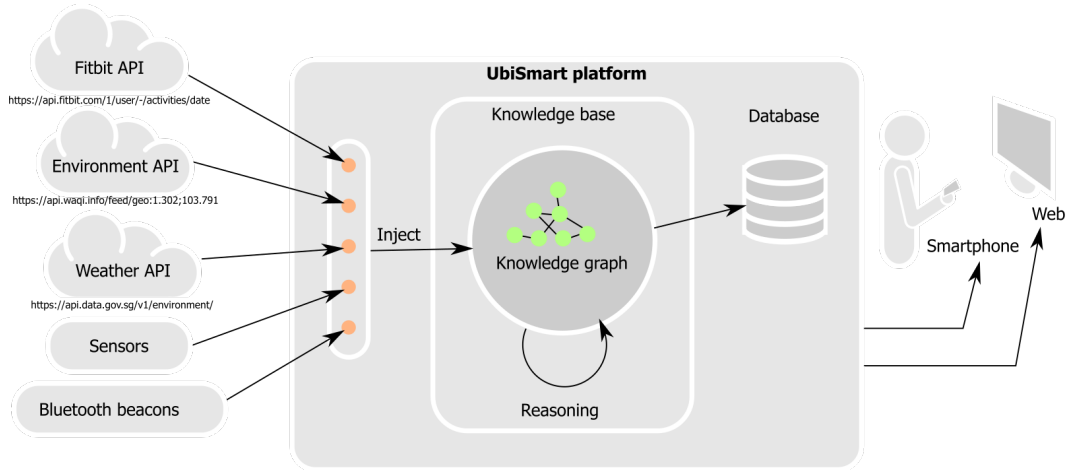 Fitbit API
https://api.fitbit.com/1/user/-/activities/date
Environment API
https://api.waqi.info/feed/geo:1.302;103.791
Weather API
https://api.data.gov.sg/v1/environment/
Sensors
Bluetooth beacons
UbiSmart platform
Inject
Knowledge base
Knowledge graph
Reasoning
Database
Smartphone
Web